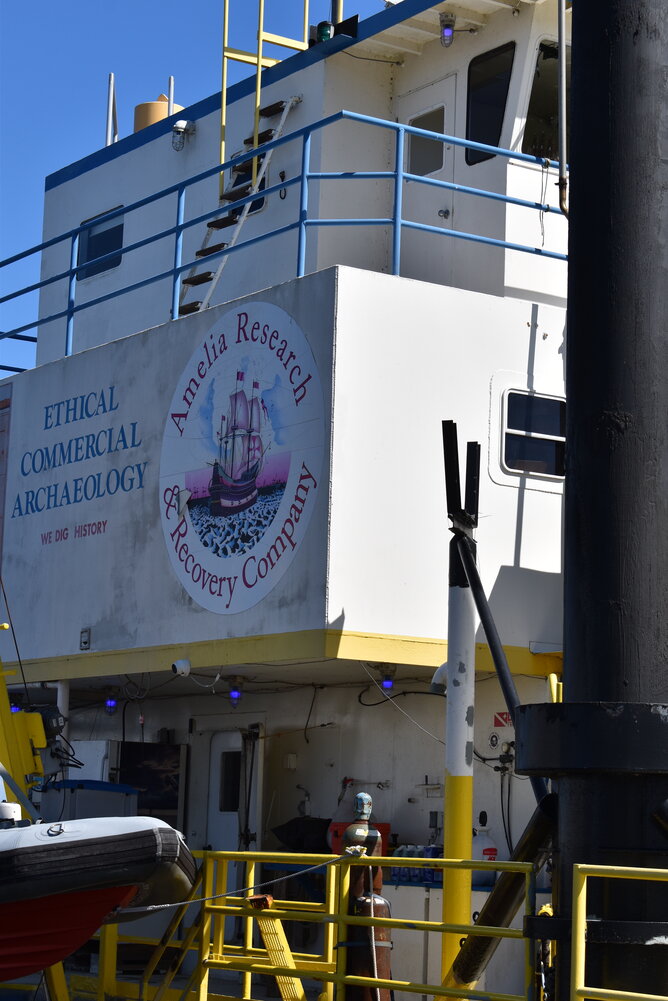 ETHICAL
COMMERCIAL
ARCHAEOLOGY
WE DIG HISTORY
Amelia Research
& Recovery Company